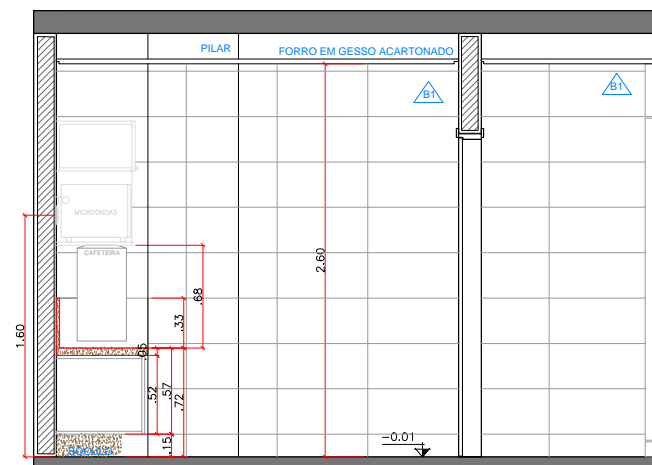 PILAR
FORRO EM GESSO ACARTONADO
B1
B1
MICROONDAS
CAFETEIRA
2.60
.68
.33
1.60
.05
.52
.57
.72
.15
-0.01